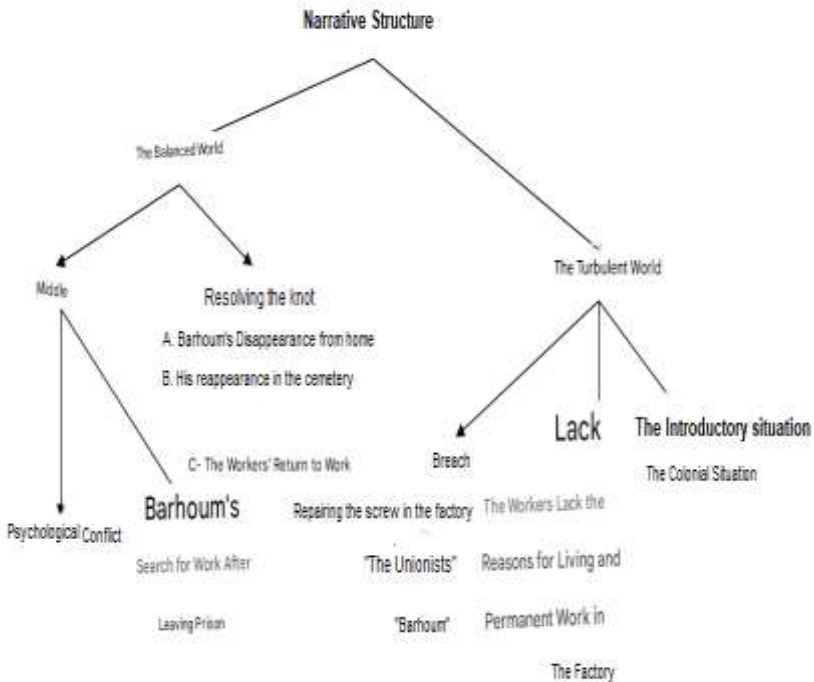 Narrative Structure
The Balanced World
The Turbulent World
Middle
Resolving the knot
A. Barhoum's Disappearance from home
B. His reappearance in the cemetery
C- The Workers' Return to Work
Psychological Conflict
Barhoum's
Search for Work After
Leaving Prison
Breach
Repairing the screw in the factory
"The Unionists"
"Barhoum"
Lack
The Workers Lack the
Reasons for Living and
Permanent Work in
The Factory
The Introductory situation
The Colonial Situation